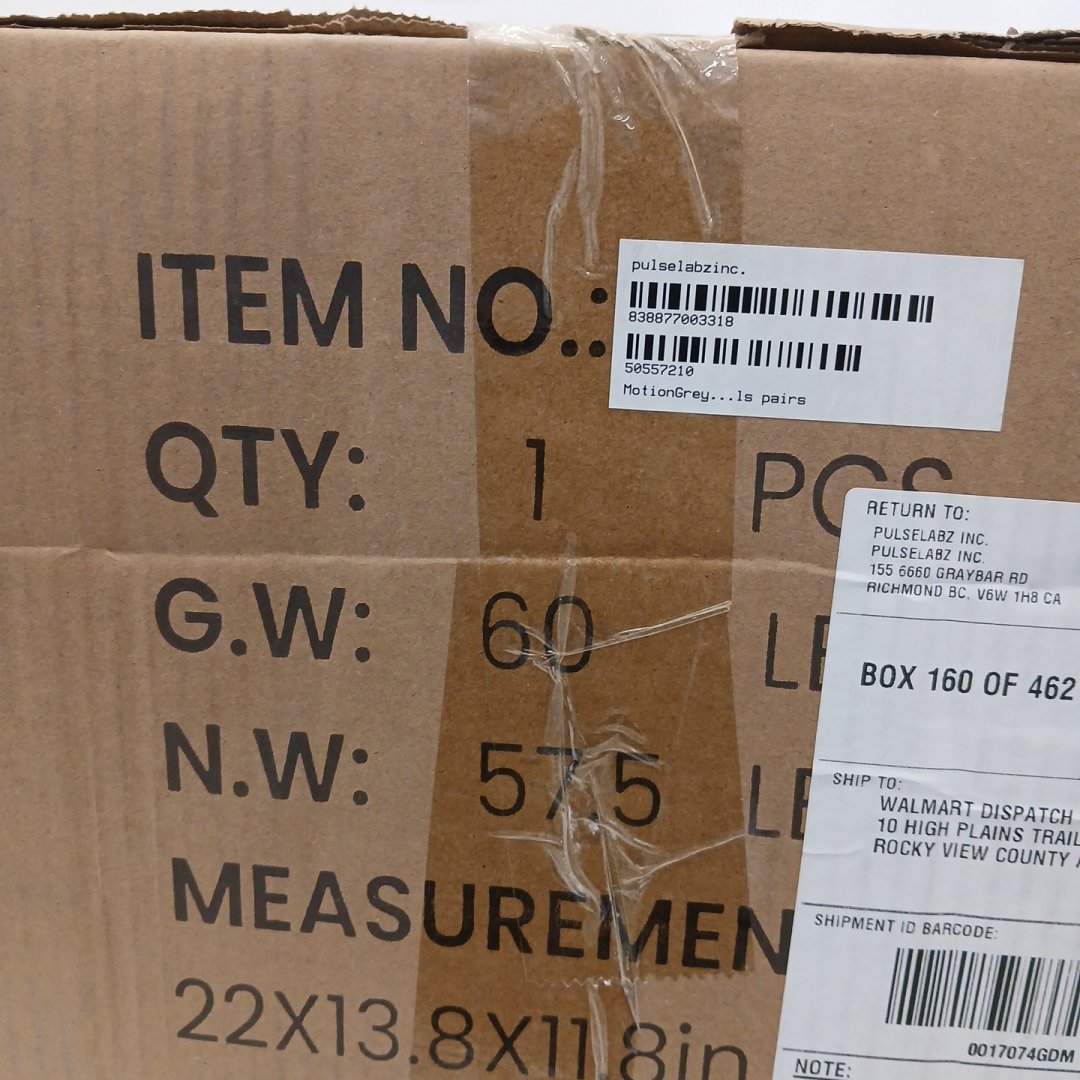 ITEM NO.:
pulselabzinc.
838877003318
50557210
MotionGrey...ls pairs
QTY: 1 PCS
RETURN TO:
PULSELABZ INC.
PULSELABZ INC.
155 6660 GRAYBAR RD
RICHMOND BC, V6W 1H8 CA
G.W: 60
BOX 160 OF 462
N.W: 57.5
SHIP TO:
WALMART DISPATCH
10 HIGH PLAINS TRAIL
ROCKY VIEW COUNTY
MEASUREMEN
SHIPMENT ID BARCODE:
22X13.8X11.8in
0017074GDM
NOTE: